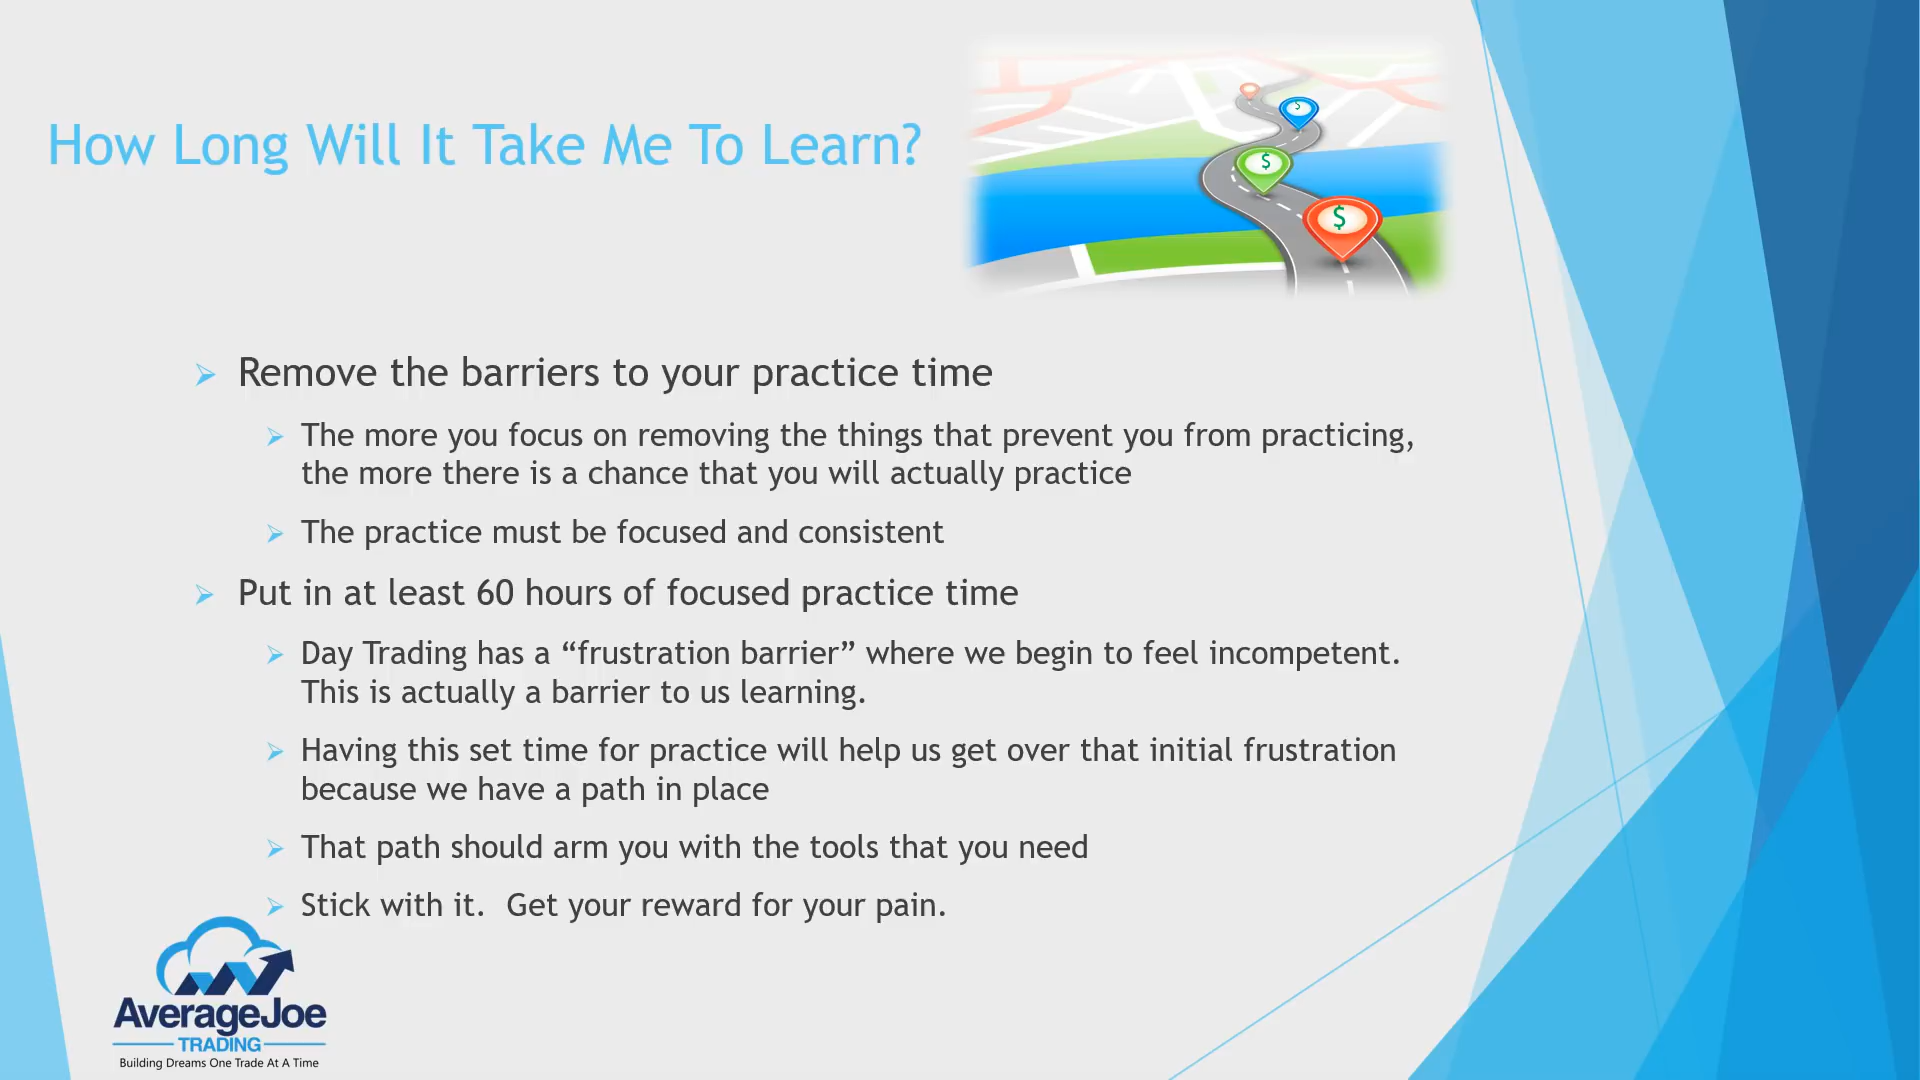 How Long Will It Take Me To Learn?
$
$
$
Remove the barriers to your practice time
The more you focus on removing the things that prevent you from practicing,
the more there is a chance that you will actually practice
The practice must be focused and consistent
Put in at least 60 hours of focused practice time
Day Trading has a “frustration barrier” where we begin to feel incompetent.
This is actually a barrier to us learning.
Having this set time for practice will help us get over that initial frustration
because we have a path in place
That path should arm you with the tools that you need
Stick with it.  Get your reward for your pain.
AverageJoe
TRADING
Building Dreams One Trade At A Time